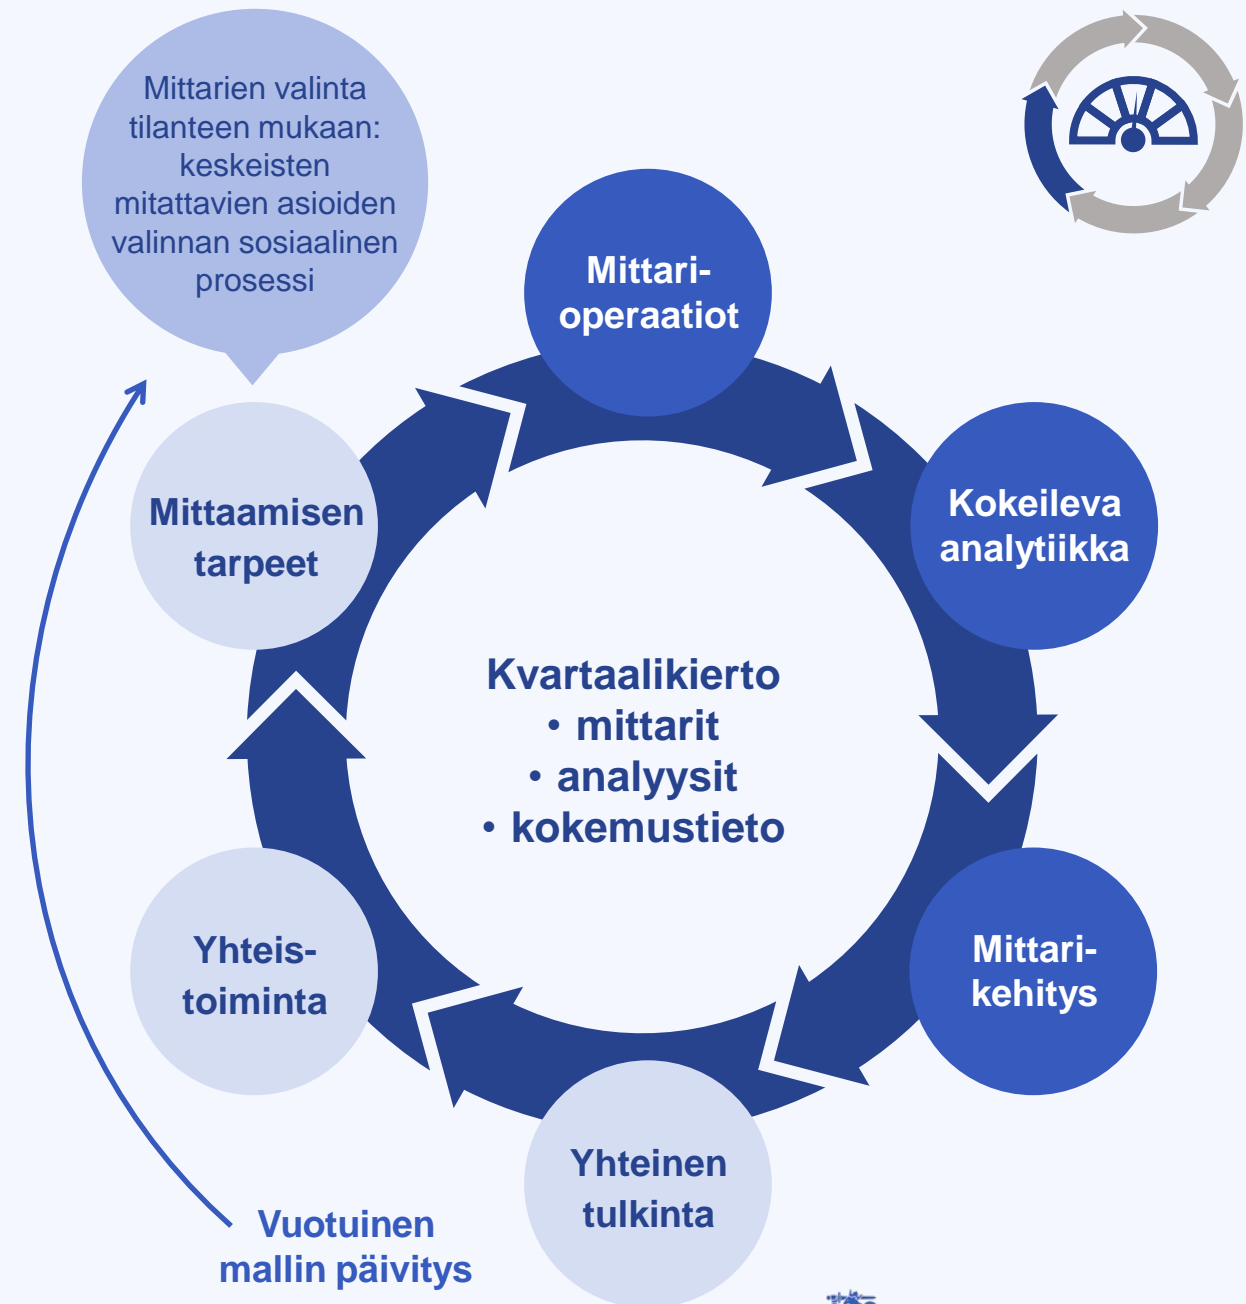 Mittarien valinta
tilanteen mukaan:
keskeisten
mitattavien asioiden
valinnan sosiaalinen
prosessi
Mittari-
operaatiot
Kokeileva
analytiikka
Mittari-
kehitys
Yhteinen
tulkinta
Yhteis-
toiminta
Mittaamisen
tarpeet
Kvartaalikierto
• mittarit
• analyysit
• kokemustieto
Vuotuinen
mallin päivitys